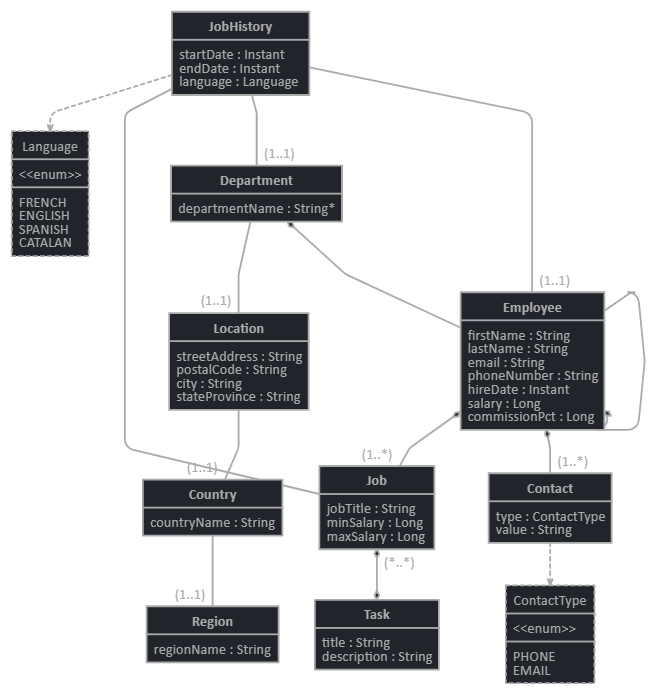 JobHistory
startDate : Instant
endDate : Instant
language : Language
Language
<<enum>>
FRENCH
ENGLISH
SPANISH
CATALAN
(1..1)
Department
departmentName : String*
(1..1)
Location
streetAddress : String
postalCode : String
city : String
stateProvince : String
(1..1)
Employee
firstName : String
lastName : String
email : String
phoneNumber : String
hireDate : Instant
salary : Long
commissionPct : Long
(1..1)
Country
countryName : String
(1..*)
Job
jobTitle : String
minSalary : Long
maxSalary : Long
(1..*)
Contact
type : ContactType
value : String
(*..*)
(1..1)
Region
regionName : String
Task
title : String
description : String
ContactType
<<enum>>
PHONE
EMAIL